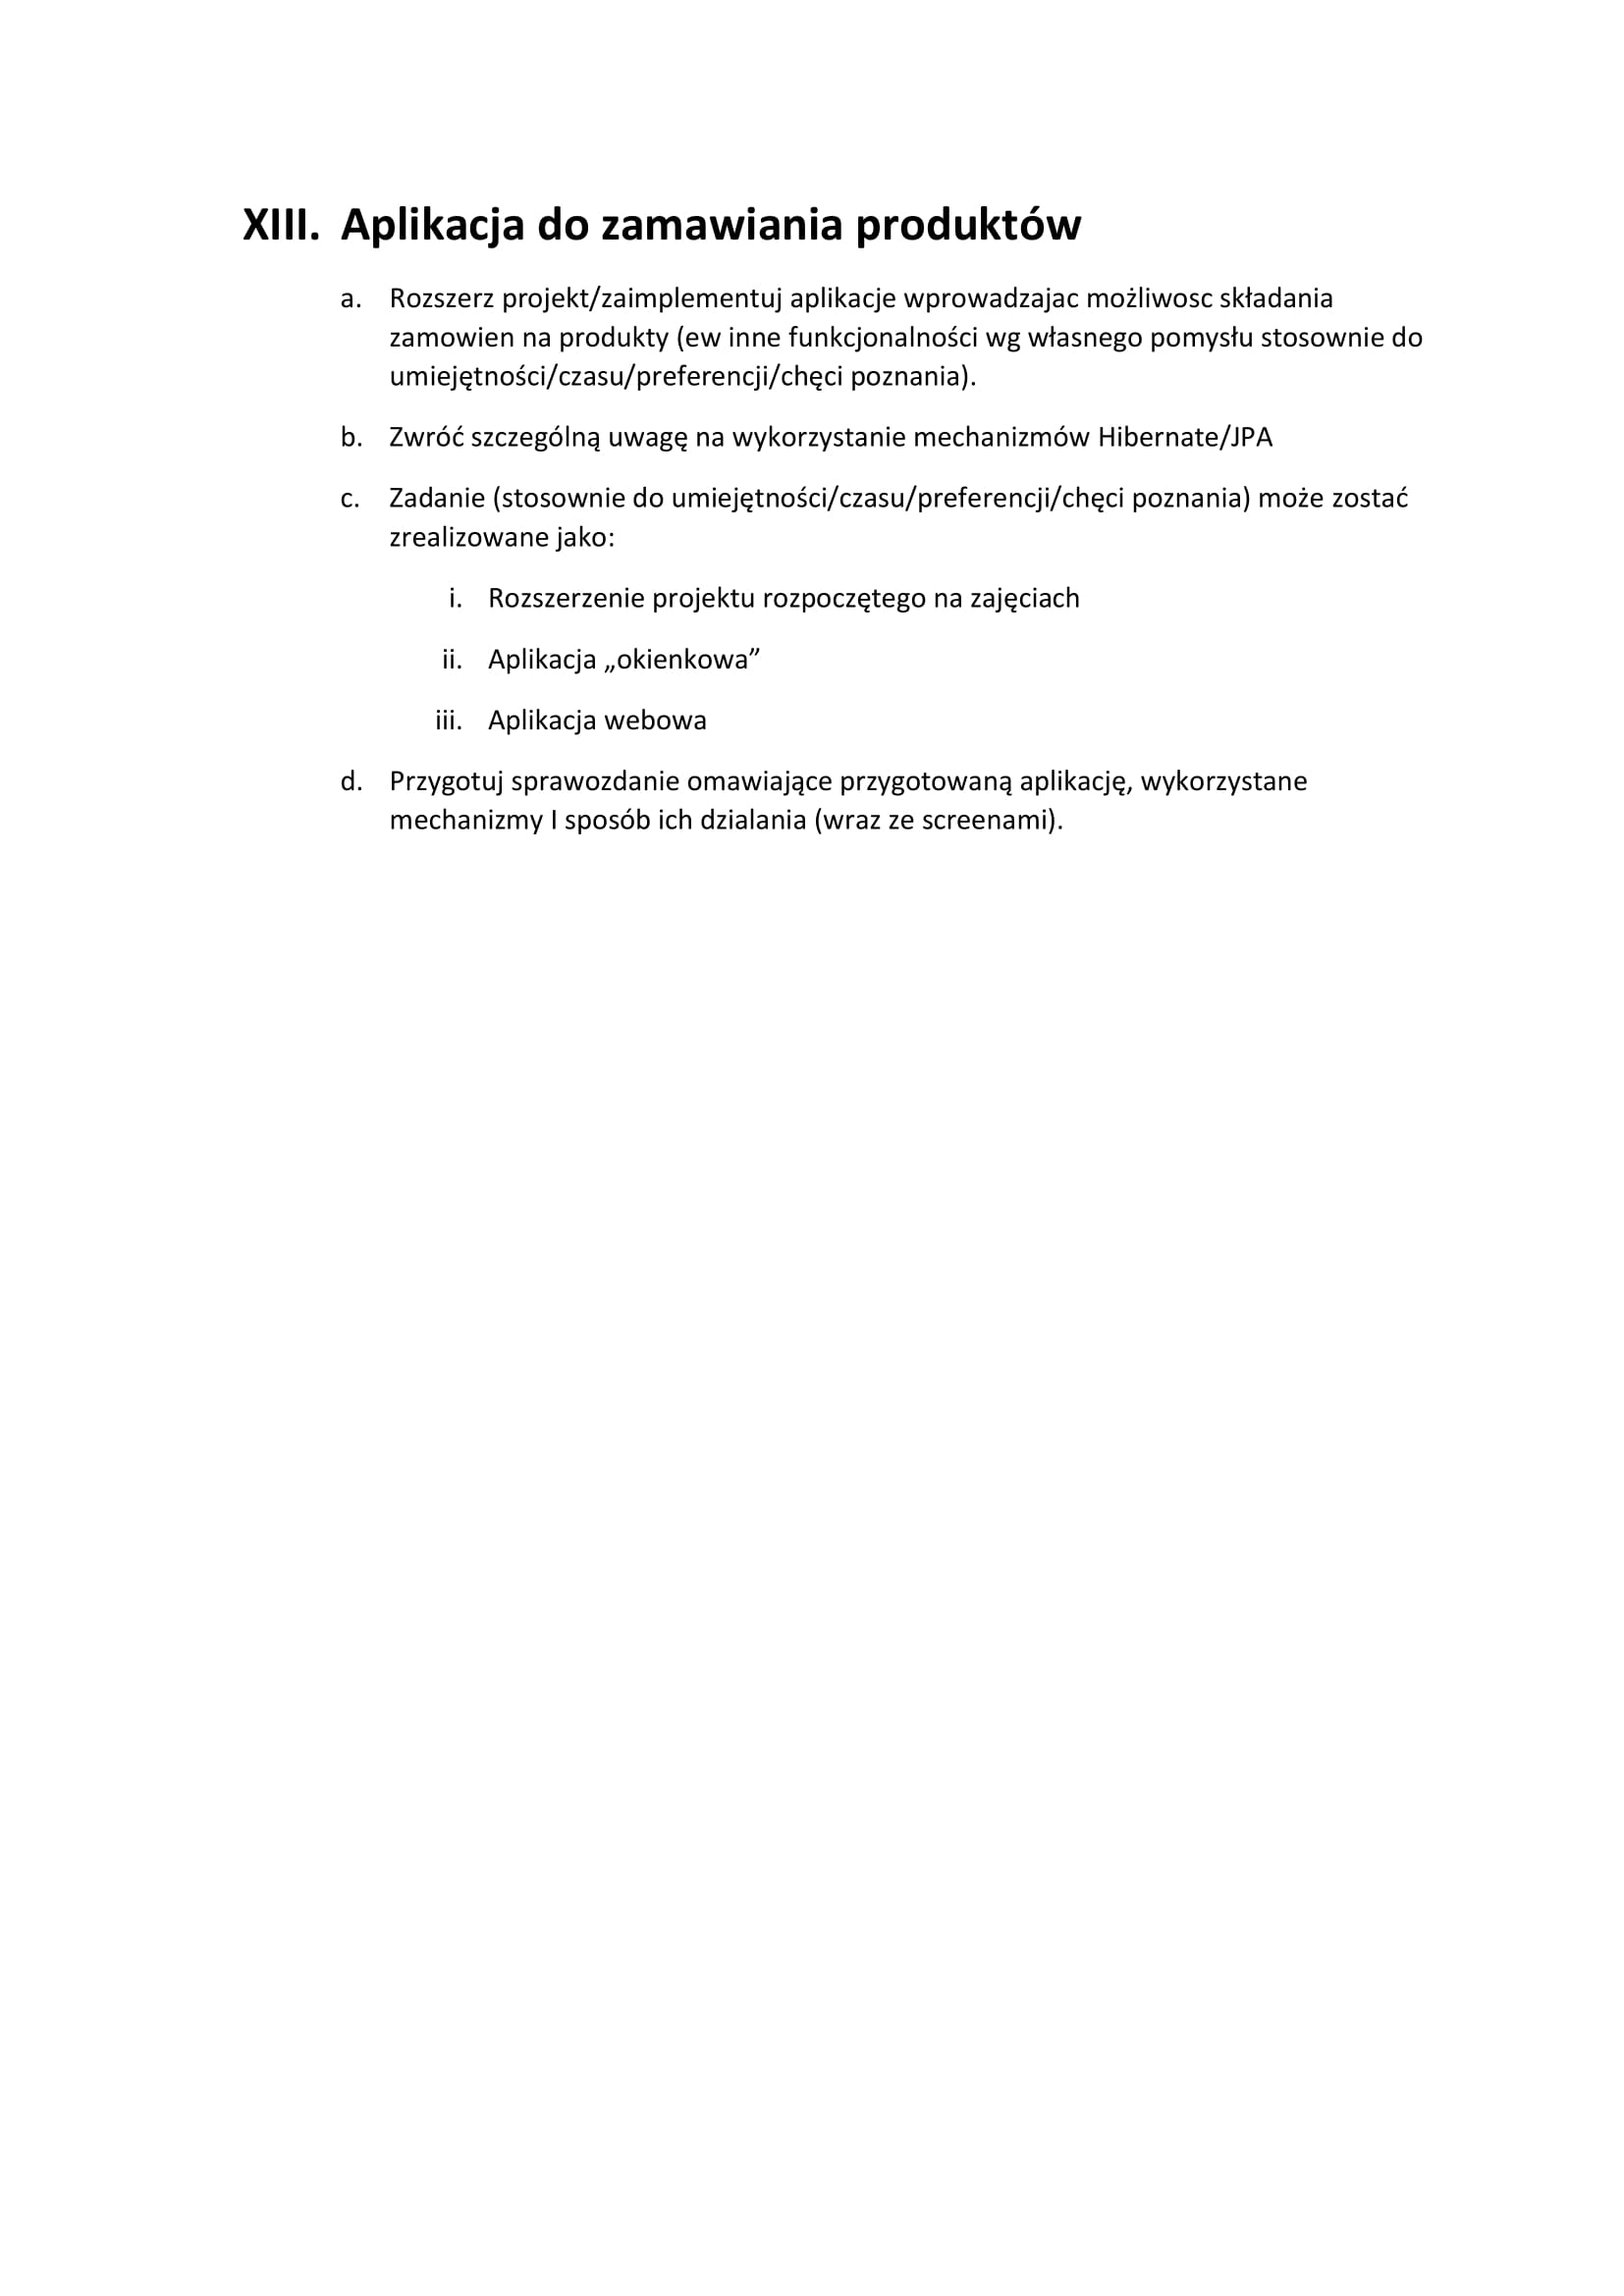 XIII. Aplikacja do zamawiania produktów
a. Rozszerz projekt/zaimplementuj aplikacje wprowadzajac możliwosc składania
zamowien na produkty (ew inne funkcjonalności wg własnego pomysłu stosownie do
umiejętności/czasu/preferencji/chęci poznania).
b. Zwróć szczególną uwagę na wykorzystanie mechanizmów Hibernate/JPA
c. Zadanie (stosownie do umiejętności/czasu/preferencji/chęci poznania) może zostać
zrealizowane jako:
i. Rozszerzenie projektu rozpoczętego na zajęciach
ii. Aplikacja „okienkowa”
iii. Aplikacja webowa
d. Przygotuj sprawozdanie omawiające przygotowaną aplikację, wykorzystane
mechanizmy I sposób ich dzialania (wraz ze screenami).